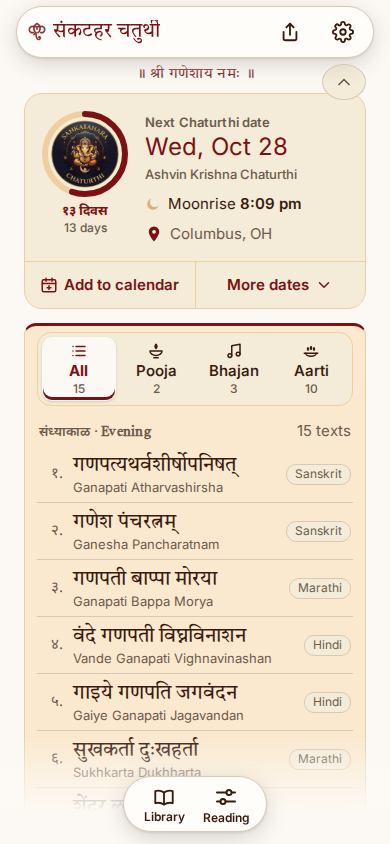 संकटहर चतुर्थी
॥ श्री गणेशाय नमः ॥
SANKATAHARA
CHATURTHI
१३ दिवस
13 days
Next Chaturthi date
Wed, Oct 28
Ashvin Krishna Chaturthi
Moonrise 8:09 pm
Columbus, OH
Add to calendar
More dates
All
15
Pooja
2
Bhajan
3
Aarti
10
संध्याकाळ · Evening
15 texts
१. गणपत्यथर्वशीर्षोपनिषत्
Ganapati Atharvashirsha
Sanskrit
२. गणेश पंचरत्नम्
Ganesha Pancharatnam
Sanskrit
३. गणपती बाप्पा मोरया
Ganapati Bappa Morya
Marathi
४. वंदे गणपती विघ्नविनाशन
Vande Ganapati Vighnavinashan
Hindi
५. गाइये गणपति जगवंदन
Gaiye Ganapati Jagavandan
Hindi
६. सुखकर्ता दुःखहर्ता
Sukhkarta Dukhharta
Marathi
शेंदूर
Library
Reading